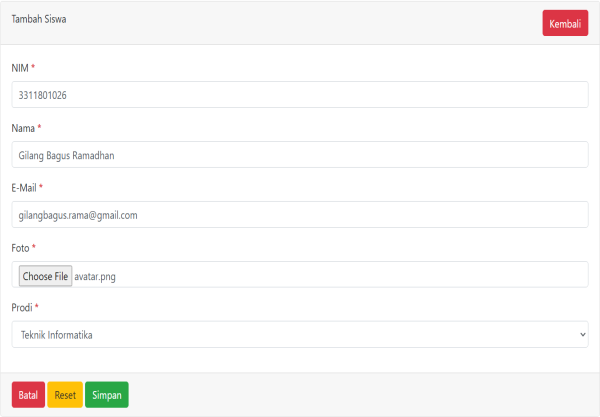 Tambah Siswa
Kembali
NIM *
3311801026
Nama *
Gilang Bagus Ramadhan
E-Mail *
gilangbagus.rama@gmail.com
Foto *
Choose File avatar.png
Prodi *
Teknik Informatika
Batal Reset Simpan